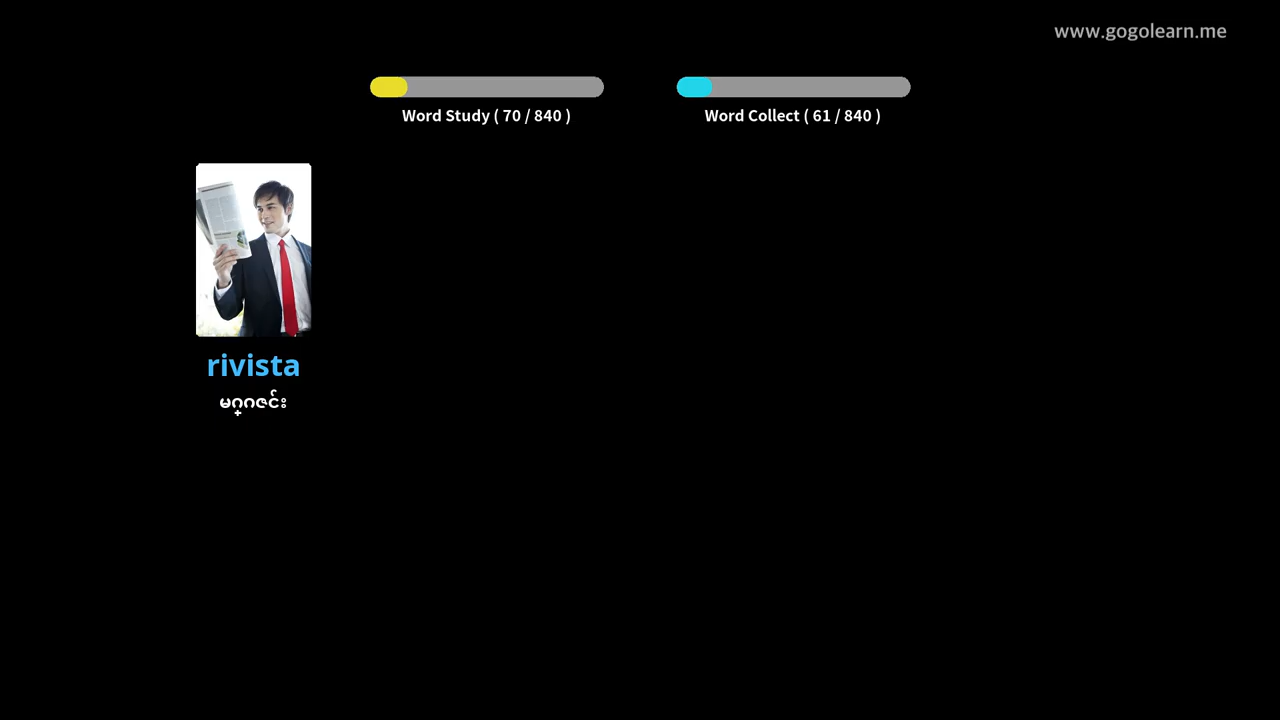 www.gogolearn.me
Word Study ( 70 / 840 )
Word Collect ( 61 / 840 )
rivista
မဂ္ဂဇင်း